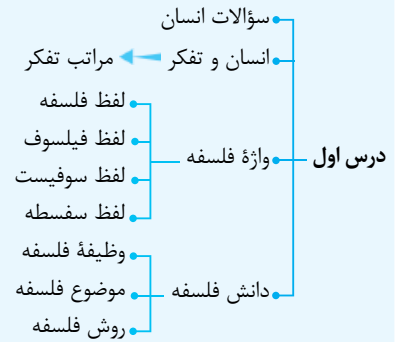 درس اول
سؤالات انسان
انسان و تفکر
مراتب تفکر
واژهٔ فلسفه
لفظ فلسفه
لفظ فیلسوف
لفظ سوفیست
لفظ سفسطه
دانش فلسفه
وظیفهٔ فلسفه
موضوع فلسفه
روش فلسفه